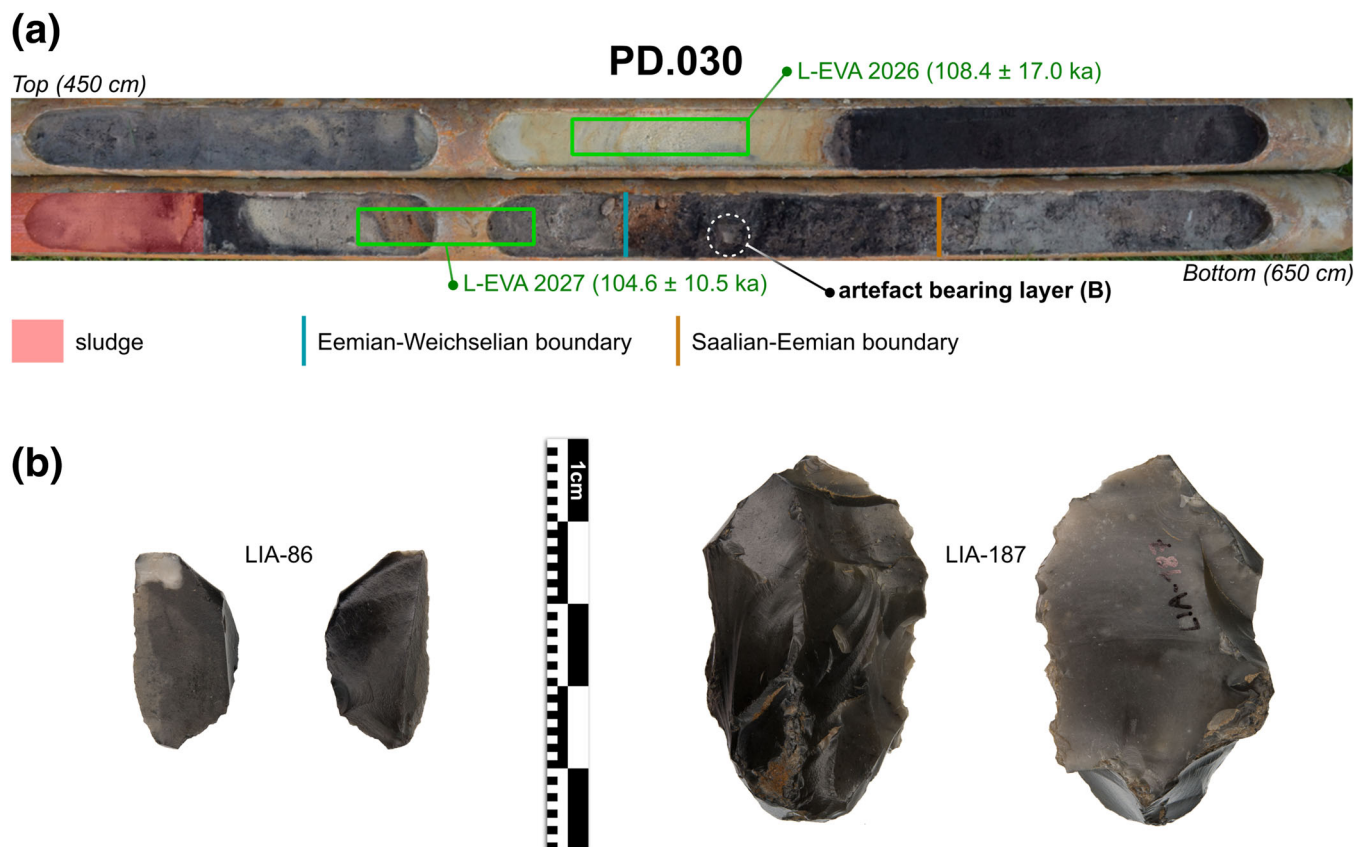 (a)
PD.030
Top (450 cm)
L-EVA 2026 (108.4 ± 17.0 ka)
L-EVA 2027 (104.6 ± 10.5 ka)
Bottom (650 cm)
artefact bearing layer (B)
sludge
Eemian-Weichselian boundary
Saalian-Eemian boundary
(b)
1cm
LIA-86
LIA-187
LIA-187